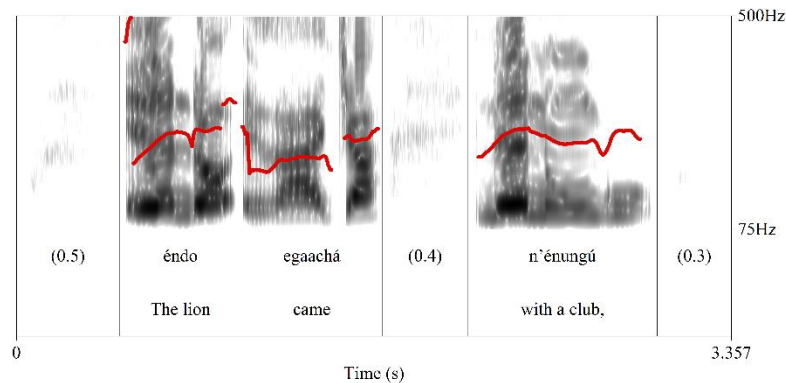 500Hz
75Hz
(0.5) éndo egaachá (0.4) n’énungú (0.3)
The lion came with a club,
0 3.357
Time (s)